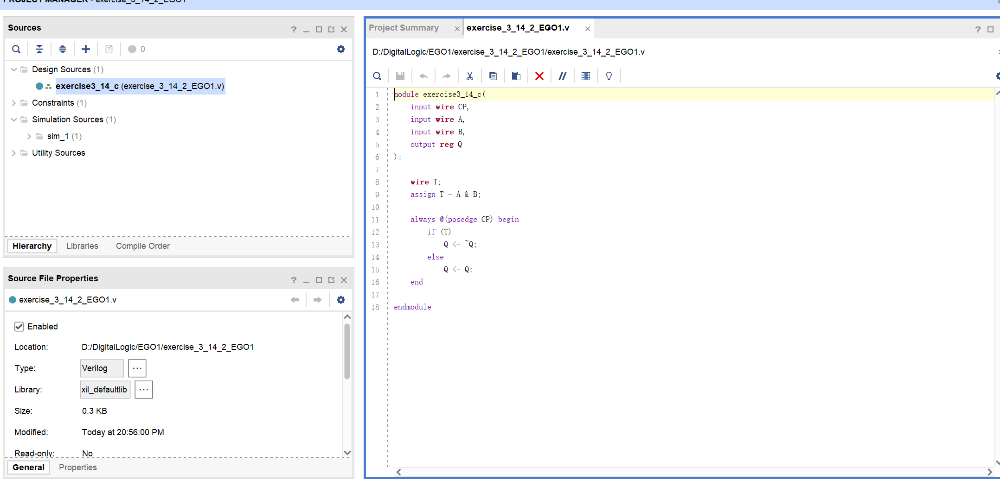 PROJECT MANAGER - exercise_3_14_2_EGO1
Sources
0
Design Sources (1)
exercise3_14_c (exercise_3_14_2_EGO1.v)
Constraints (1)
Simulation Sources (1)
sim_1 (1)
Utility Sources
Hierarchy Libraries Compile Order
Source File Properties
exercise_3_14_2_EGO1.v
Enabled
Location: D:/DigitalLogic/EGO1/exercise_3_14_2_EGO1
Type: Verilog ...
Library: xil_defaultlib ...
Size: 0.3 KB
Modified: Today at 20:56:00 PM
Read-only: No
General Properties
Project Summary exercise_3_14_2_EGO1.v
D:/DigitalLogic/EGO1/exercise_3_14_2_EGO1/exercise_3_14_2_EGO1.v
1 module exercise3_14_c(
2 input wire CP,
3 input wire A,
4 input wire B,
5 output reg Q
6 );
7
8 wire T;
9 assign T = A & B;
10
11 always @(posedge CP) begin
12 if (T)
13 Q <= ~Q;
14 else
15 Q <= Q;
16 end
17
18 endmodule